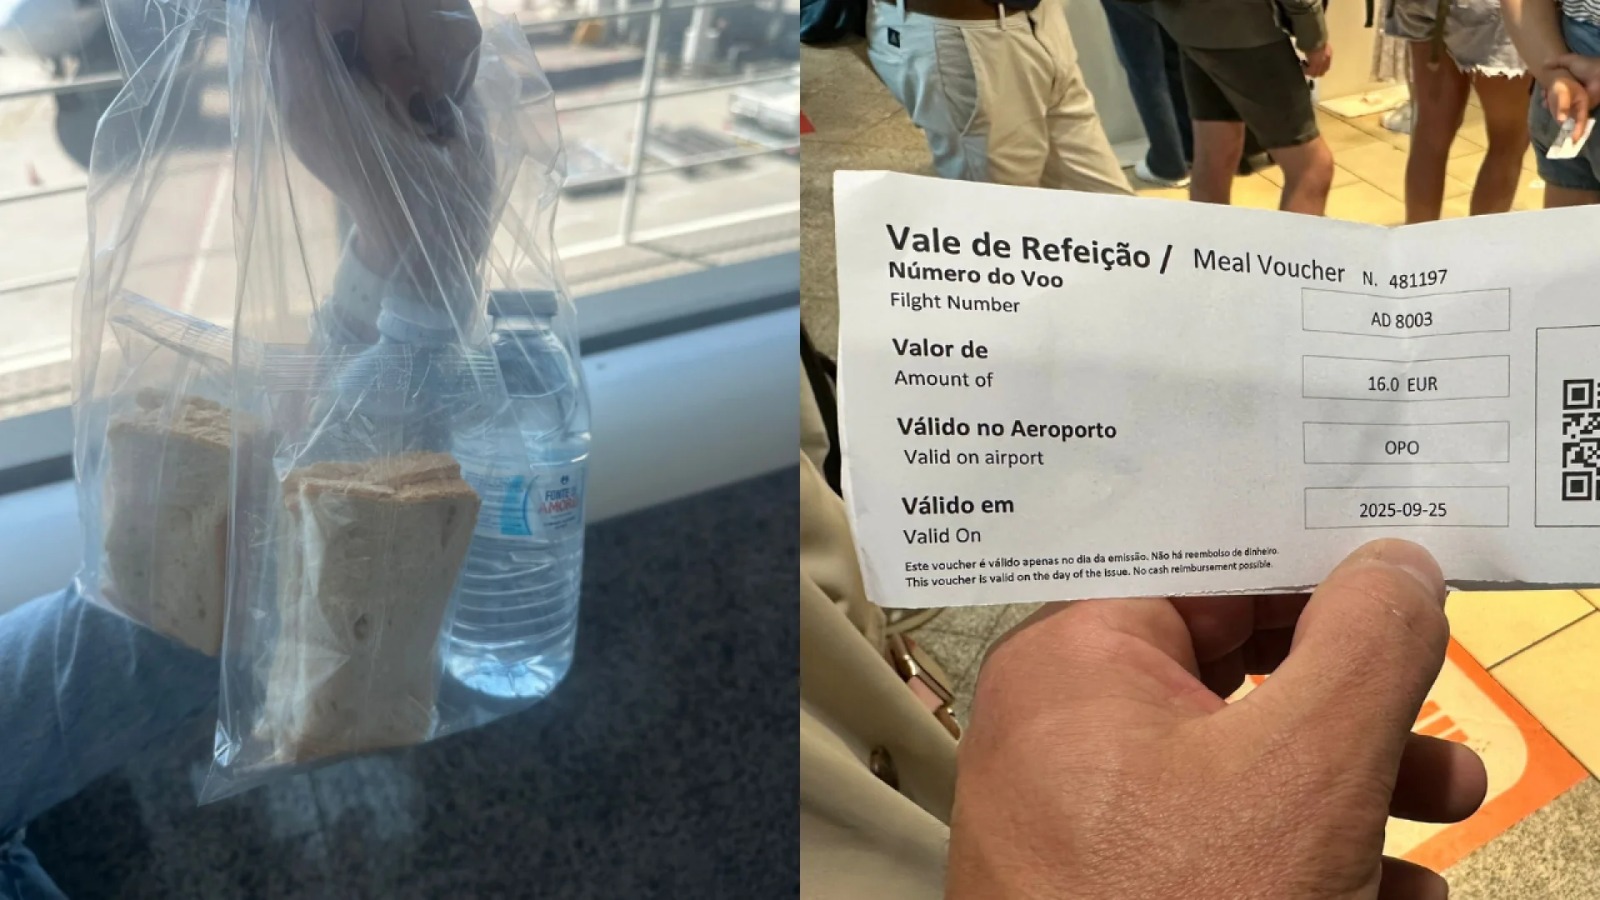 FONTE
Vale de Refeição / Meal Voucher N. 481197
Número do Voo
Filght Number
AD 8003
Valor de
Amount of
16.0 EUR
Válido no Aeroporto
Valid on airport
OPO
Válido em
Valid On
2025-09-25
Este voucher é válido apenas no dia da emissão. Não há reembolso de dinheiro.
This voucher is valid on the day of the issue. No cash reimbursement possible.